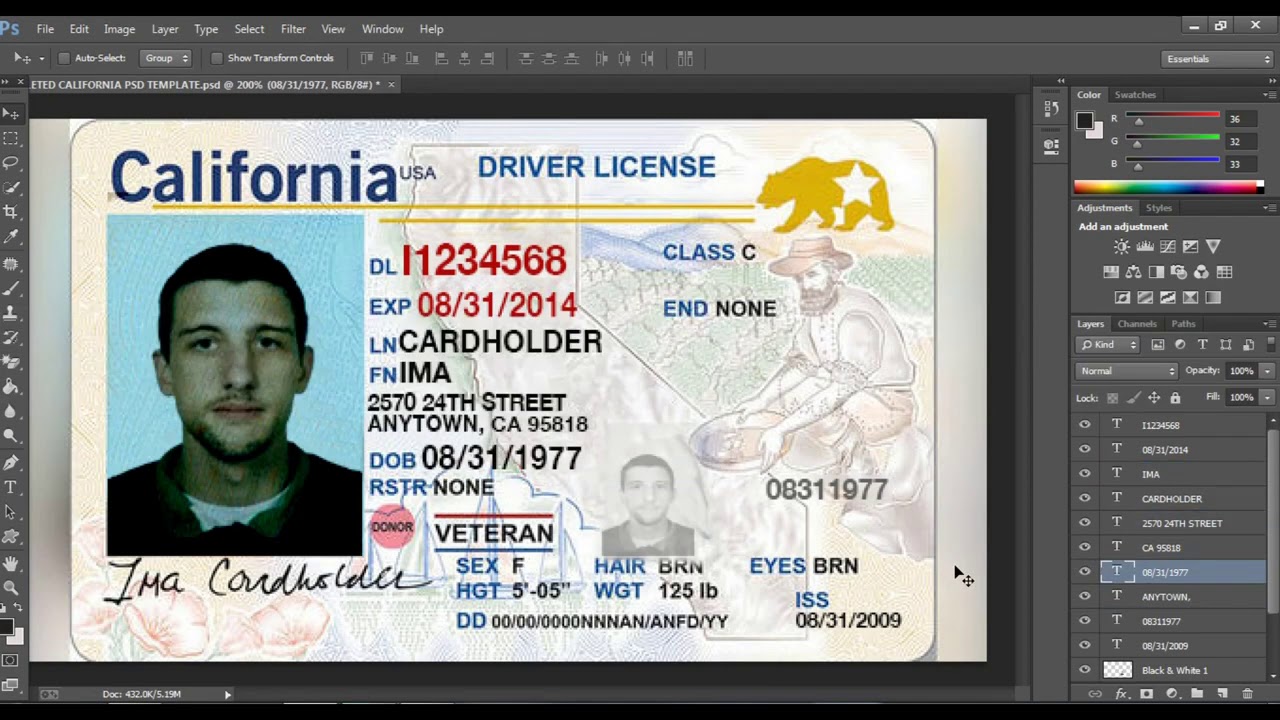 Ps File Edit Image Layer Type Select Filter View Window Help
Auto-Select: Group Show Transform Controls Essentials
ETED CALIFORNIA PSD TEMPLATE.psd @ 200% (08/31/1977, RGB/8#) *
California USA DRIVER LICENSE
DL I1234568 CLASS C
EXP 08/31/2014 END NONE
LN CARDHOLDER
FN IMA
2570 24TH STREET
ANYTOWN, CA 95818
DOB 08/31/1977
RSTR NONE 08311977
DONOR VETERAN
Ima Cardholder
SEX F HAIR BRN EYES BRN
HGT 5'-05" WGT 125 lb ISS
DD 00/00/0000NNNAN/ANFD/YY 08/31/2009
Doc: 432.0K/5.19M
Color Swatches
R 36
G 32
B 33
Adjustments Styles
Add an adjustment
Layers Channels Paths
Kind
Normal Opacity: 100%
Lock: Fill: 100%
T I1234568
T 08/31/2014
T IMA
T CARDHOLDER
T 2570 24TH STREET
T CA 95818
T 08/31/1977
T ANYTOWN,
T 08311977
T 08/31/2009
Black & White 1
fx